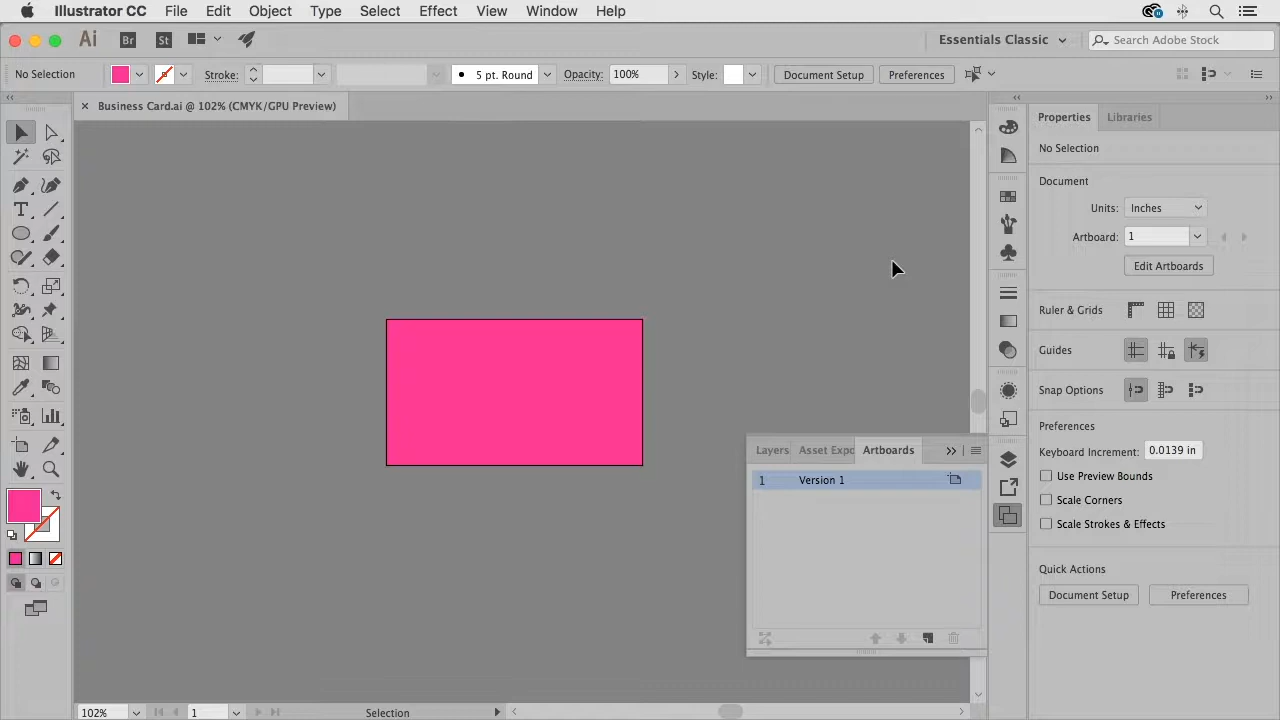 Illustrator CC File Edit Object Type Select Effect View Window Help
Ai Br St Essentials Classic Search Adobe Stock
No Selection Stroke: 5 pt. Round Opacity: 100% Style: Document Setup Preferences
Business Card.ai @ 102% (CMYK/GPU Preview)
Properties Libraries
No Selection
Document
Units: Inches
Artboard: 1
Edit Artboards
Ruler & Grids
Guides
Snap Options
Preferences
Keyboard Increment: 0.0139 in
Use Preview Bounds
Scale Corners
Scale Strokes & Effects
Quick Actions
Document Setup Preferences
Layers Asset Expo Artboards
1 Version 1
102% 1 Selection